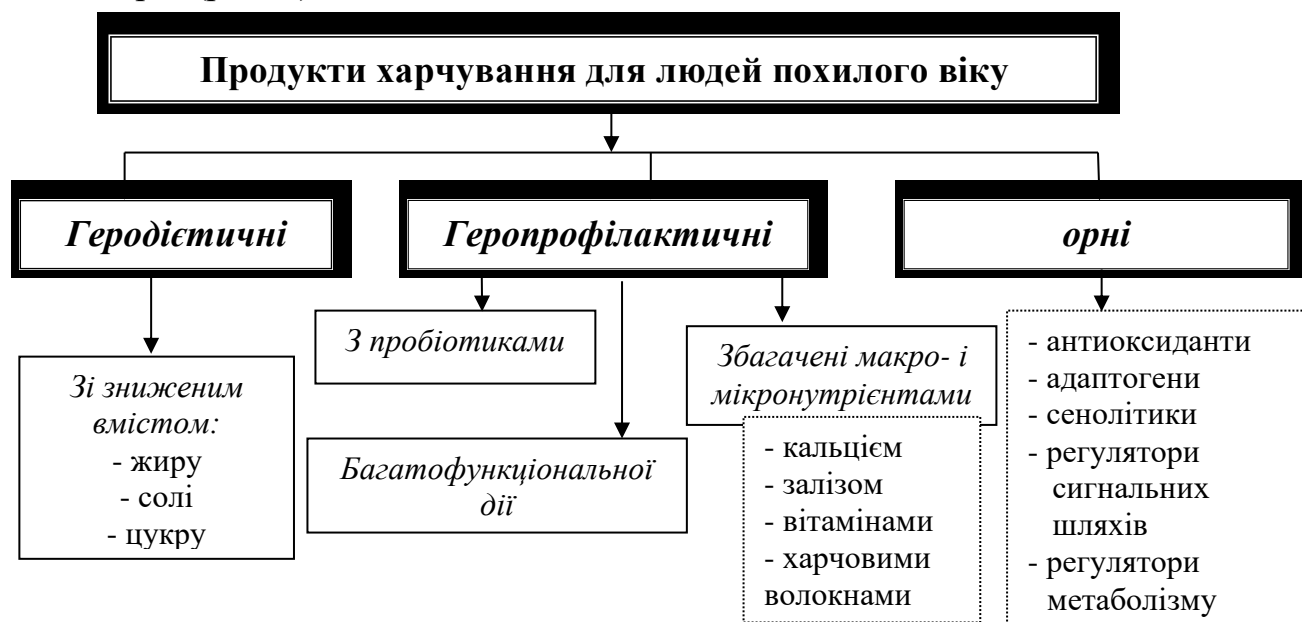 Продукти харчування для людей похилого віку
Геродієтичні
Геропрофілактичні
орні
Зі зниженим
вмістом:
- жиру
- солі
- цукру
З пробіотиками
Багатофункціональної
дії
Збагачені макро- і
мікронутрієнтами
- кальцієм
- залізом
- вітамінами
- харчовими
волокнами
- антиоксиданти
- адаптогени
- сенолітики
- регулятори
сигнальних
шляхів
- регулятори
метаболізму